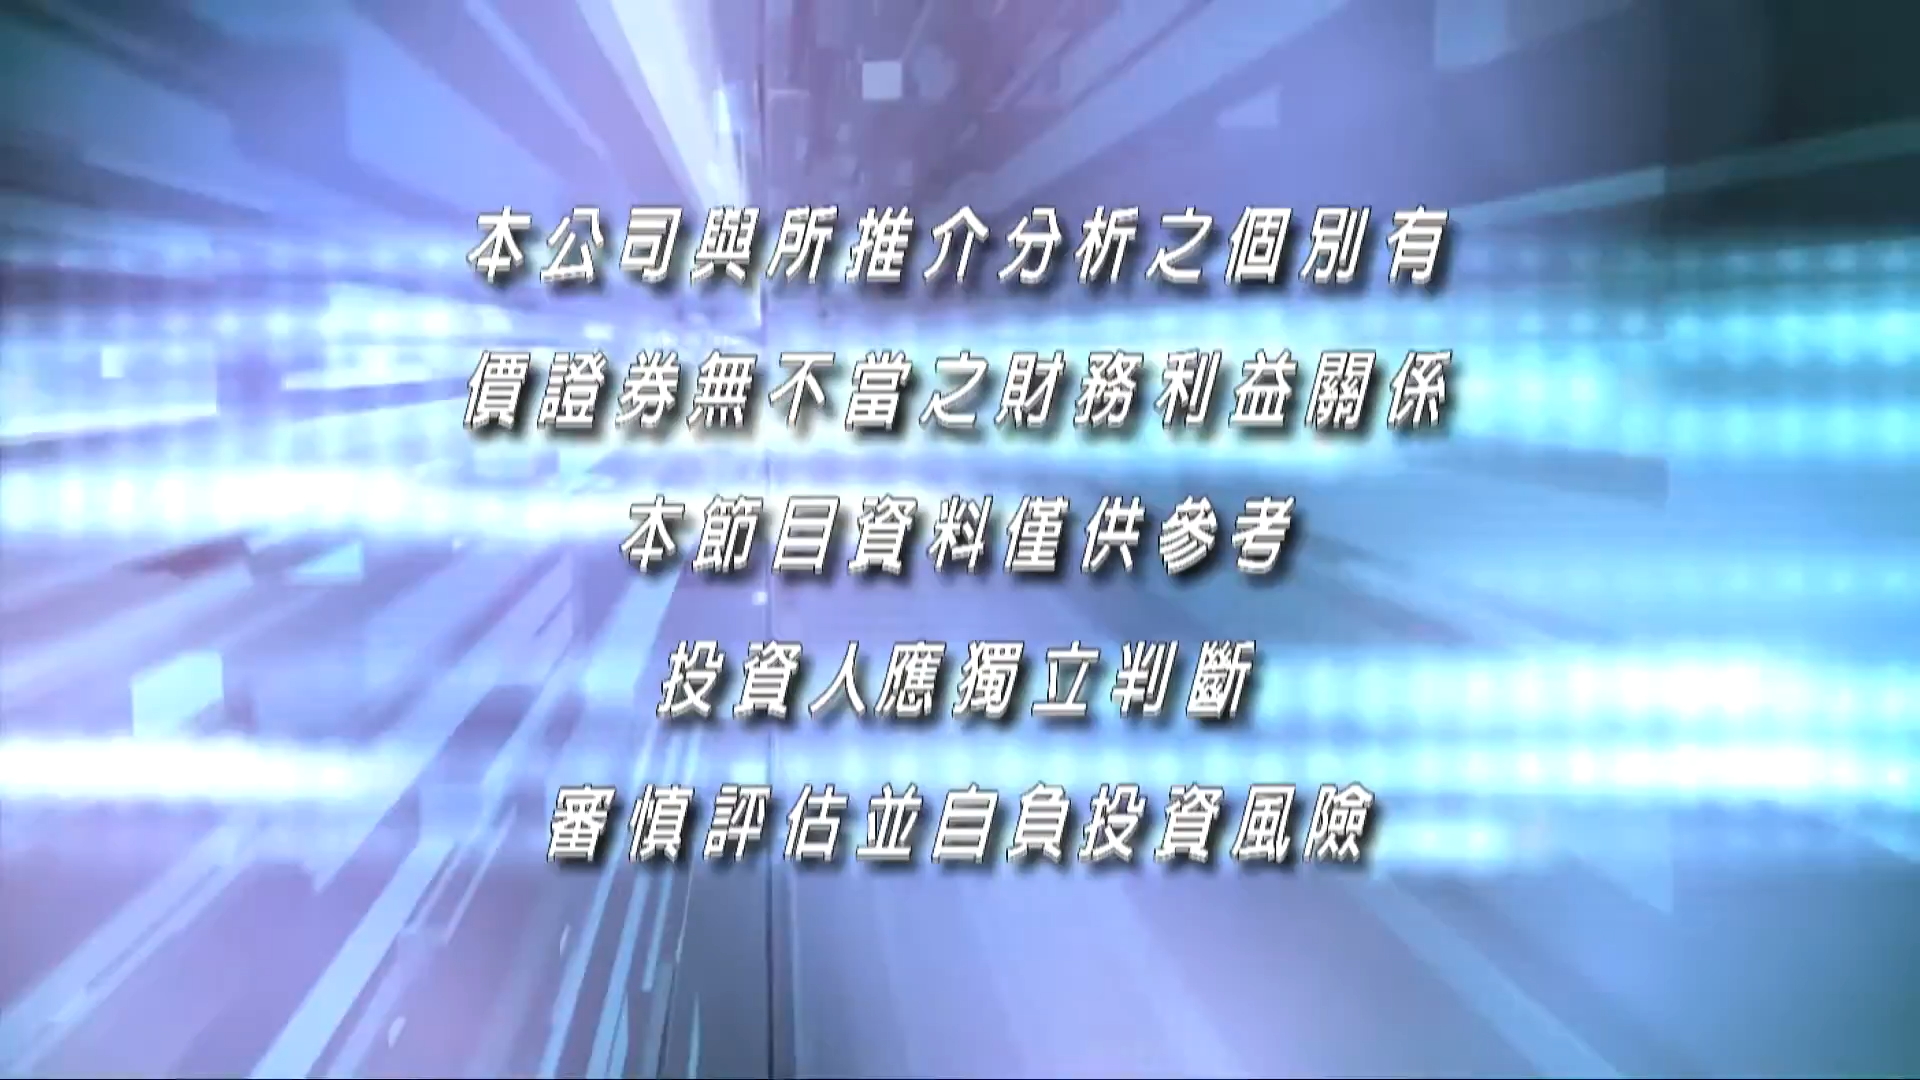 本公司與所推介分析之個別有
價證券無不當之財務利益關係
本節目資料僅供參考
投資人應獨立判斷
審慎評估並自負投資風險